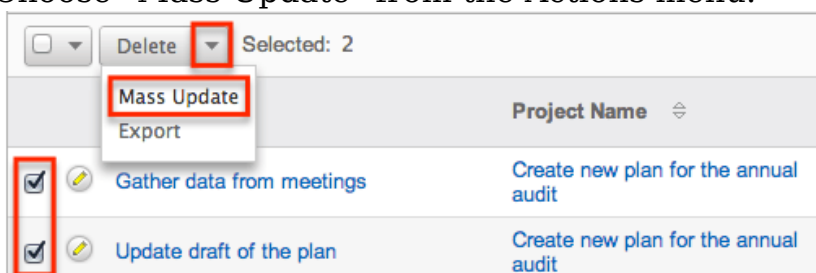 Choose "Mass Update" from the Actions menu.
Delete Selected: 2
Mass Update
Export
Project Name
Gather data from meetings
Create new plan for the annual
audit
Update draft of the plan
Create new plan for the annual
audit